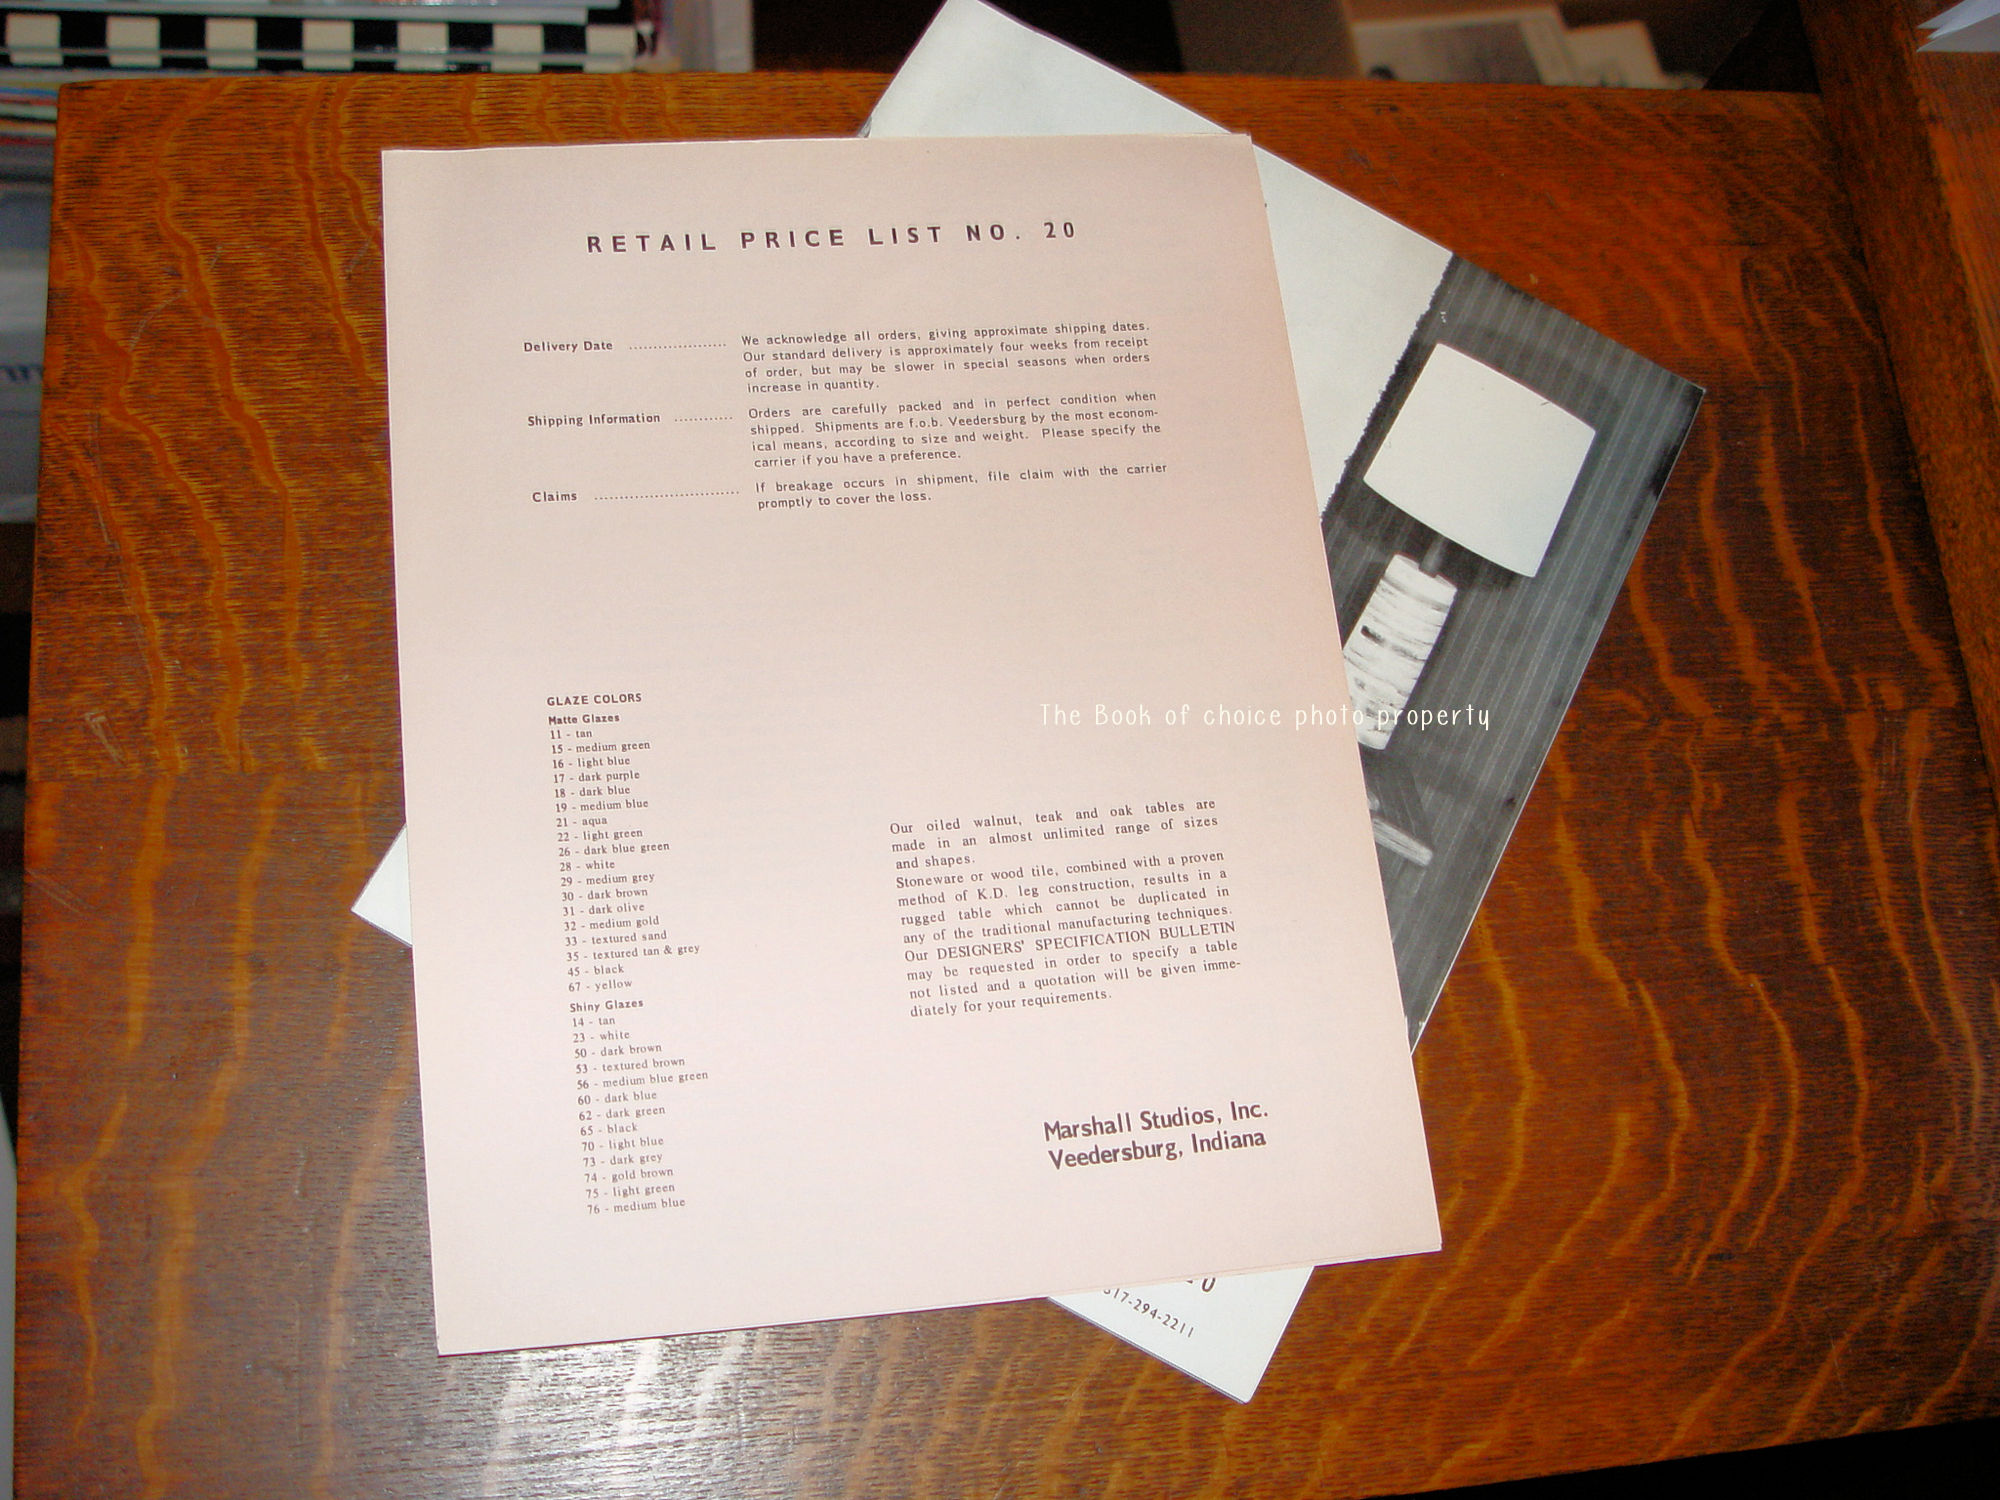 RETAIL PRICE LIST NO. 20
Delivery Date .................... We acknowledge all orders, giving approximate shipping dates.
Our standard delivery is approximately four weeks from receipt
of order, but may be slower in special seasons when orders
increase in quantity.
Shipping Information ............ Orders are carefully packed and in perfect condition when
shipped. Shipments are f.o.b. Veedersburg by the most econom-
ical means, according to size and weight. Please specify the
carrier if you have a preference.
Claims ............................. If breakage occurs in shipment, file claim with the carrier
promptly to cover the loss.
GLAZE COLORS
Matte Glazes
11 - tan
15 - medium green
16 - light blue
17 - dark purple
18 - dark blue
19 - medium blue
21 - aqua
22 - light green
26 - dark blue green
28 - white
29 - medium grey
30 - dark brown
31 - dark olive
32 - medium gold
33 - textured sand
35 - textured tan & grey
45 - black
67 - yellow
Shiny Glazes
14 - tan
23 - white
50 - dark brown
53 - textured brown
56 - medium blue green
60 - dark blue
62 - dark green
65 - black
70 - light blue
73 - dark grey
74 - gold brown
75 - light green
76 - medium blue
The Book of choice photo property
Our oiled walnut, teak and oak tables are
made in an almost unlimited range of sizes
and shapes.
Stoneware or wood tile, combined with a proven
method of K.D. leg construction, results in a
rugged table which cannot be duplicated in
any of the traditional manufacturing techniques.
Our DESIGNERS' SPECIFICATION BULLETIN
may be requested in order to specify a table
not listed and a quotation will be given imme-
diately for your requirements.
Marshall Studios, Inc.
Veedersburg, Indiana
317-294-2211